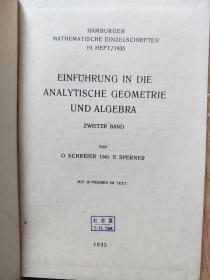 HAMBURGER
MATHEMATISCHE EINZELSCHRIFTEN
19. HEFT / 1935
EINFÜHRUNG IN DIE
ANALYTISCHE GEOMETRIE
UND ALGEBRA
ZWEITER BAND
VON
O. SCHREIER UND E. SPERNER
MIT 15 FIGUREN IM TEXT
1935